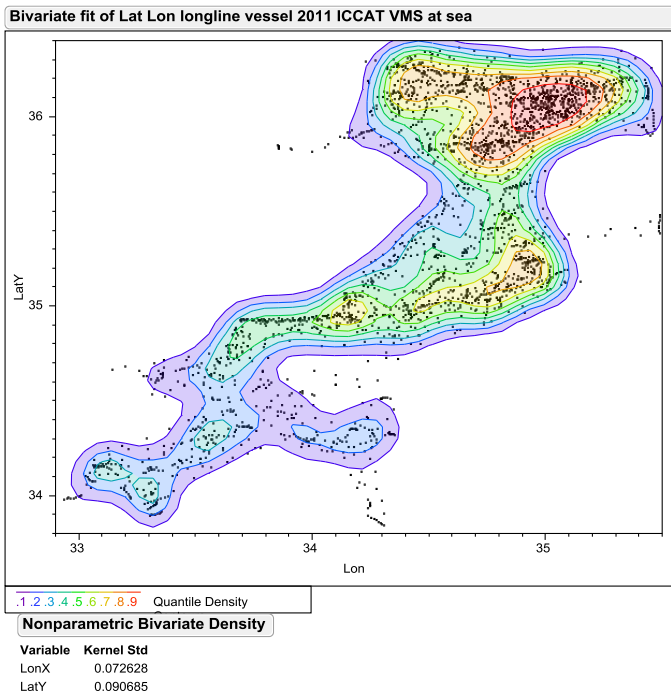 Bivariate fit of Lat Lon longline vessel 2011 ICCAT VMS at sea
36
35
34
LatY
33 34 35
Lon
.1 .2 .3 .4 .5 .6 .7 .8 .9 Quantile Density
Nonparametric Bivariate Density
Variable Kernel Std
LonX 0.072628
LatY 0.090685